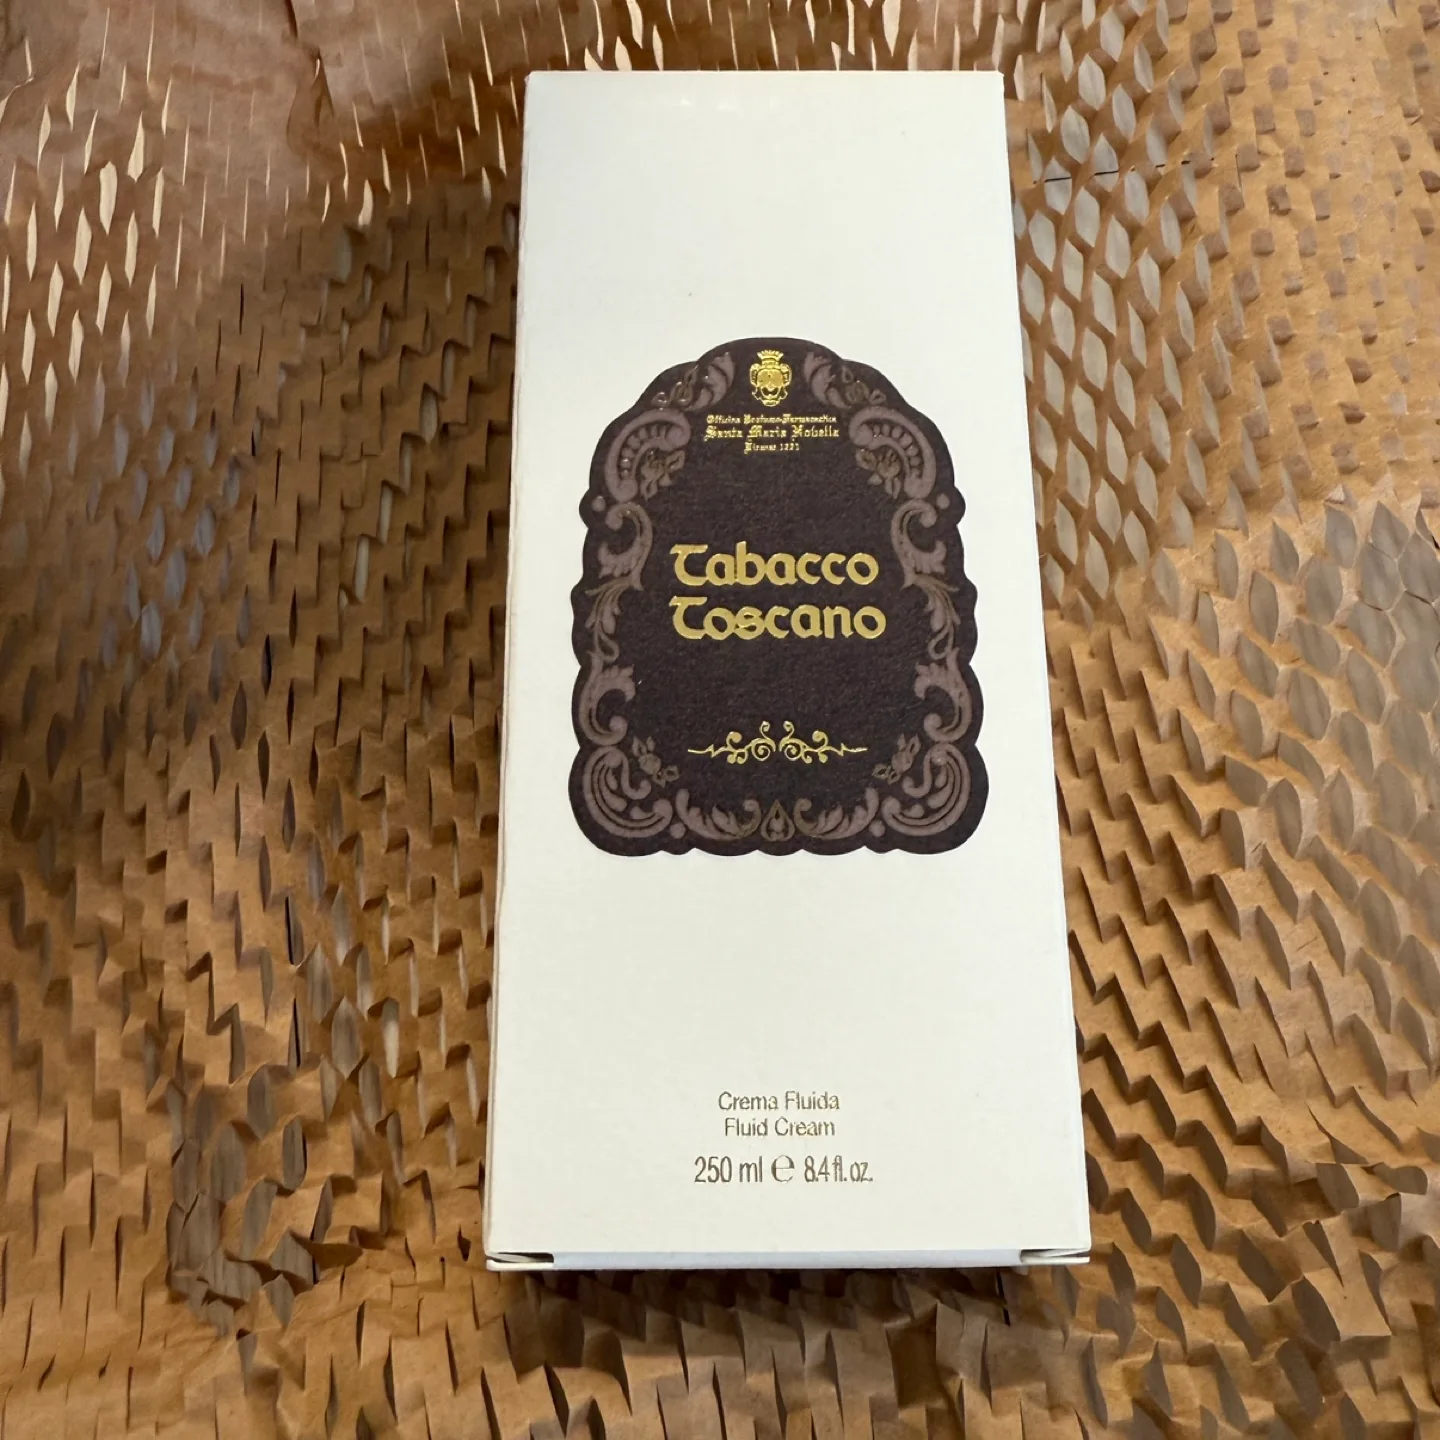 Officina Profumo-Farmaceutica
Santa Maria Novella
Firenze 1221
Tabacco
Toscano
Crema Fluida
Fluid Cream
250 ml ℮ 8.4 fl. oz.